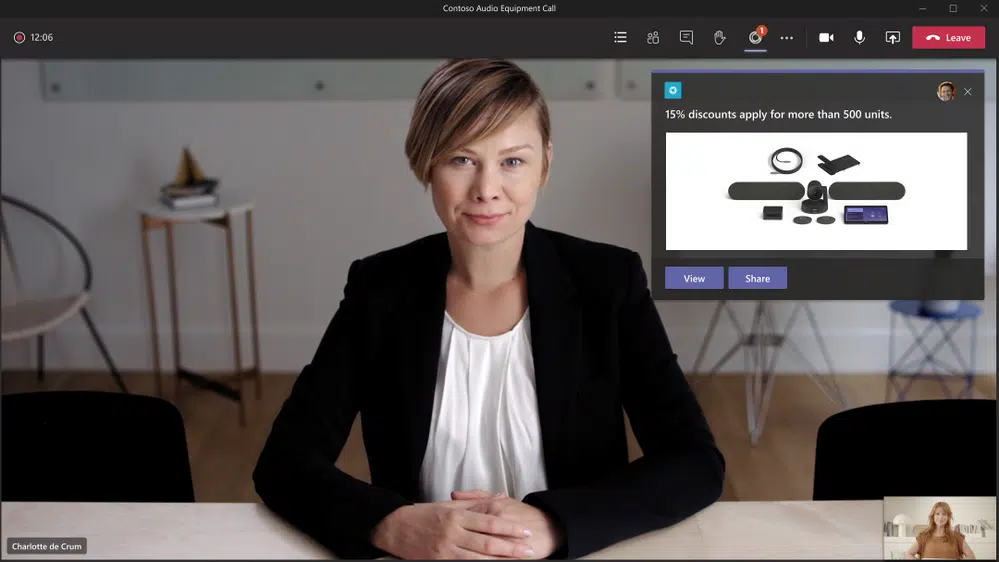 Contoso Audio Equipment Call
12:06
1
Leave
15% discounts apply for more than 500 units.
View
Share
Charlotte de Crum